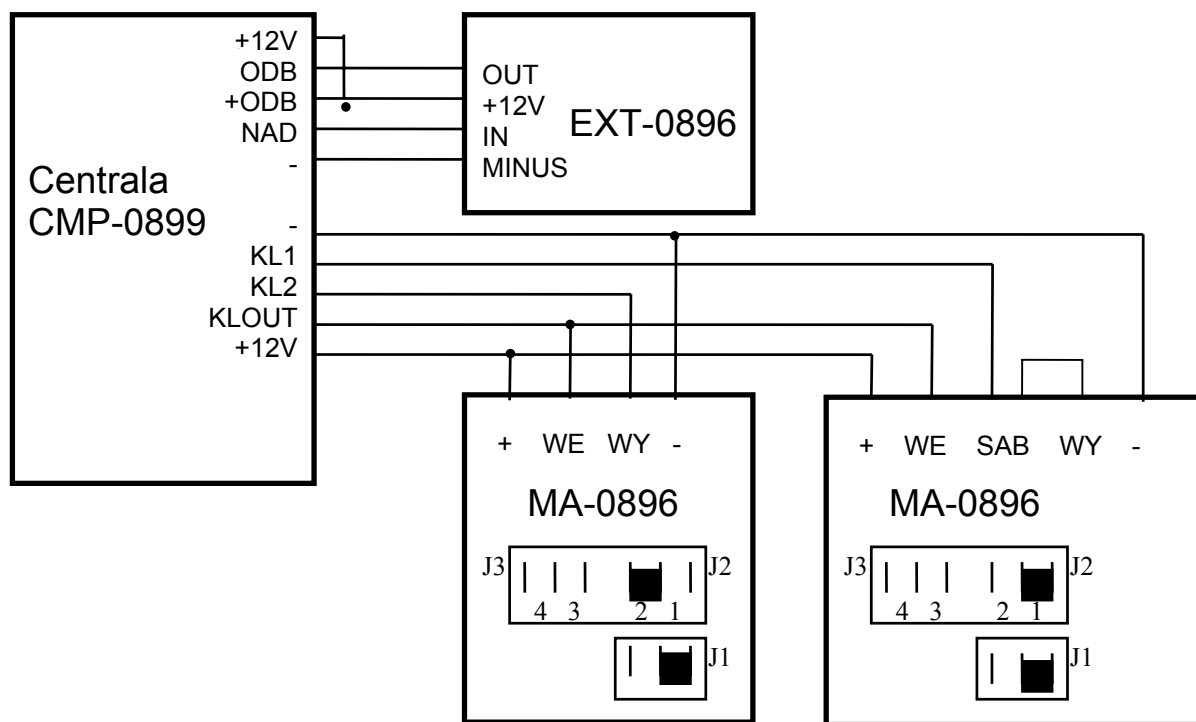 +12V
ODB
+ODB
NAD
-
Centrala
CMP-0899
-
KL1
KL2
KLOUT
+12V
OUT
+12V
IN
MINUS
EXT-0896
+ WE WY -
MA-0896
J3 J2
4 3 2 1
J1
+ WE SAB WY -
MA-0896
J3 J2
4 3 2 1
J1